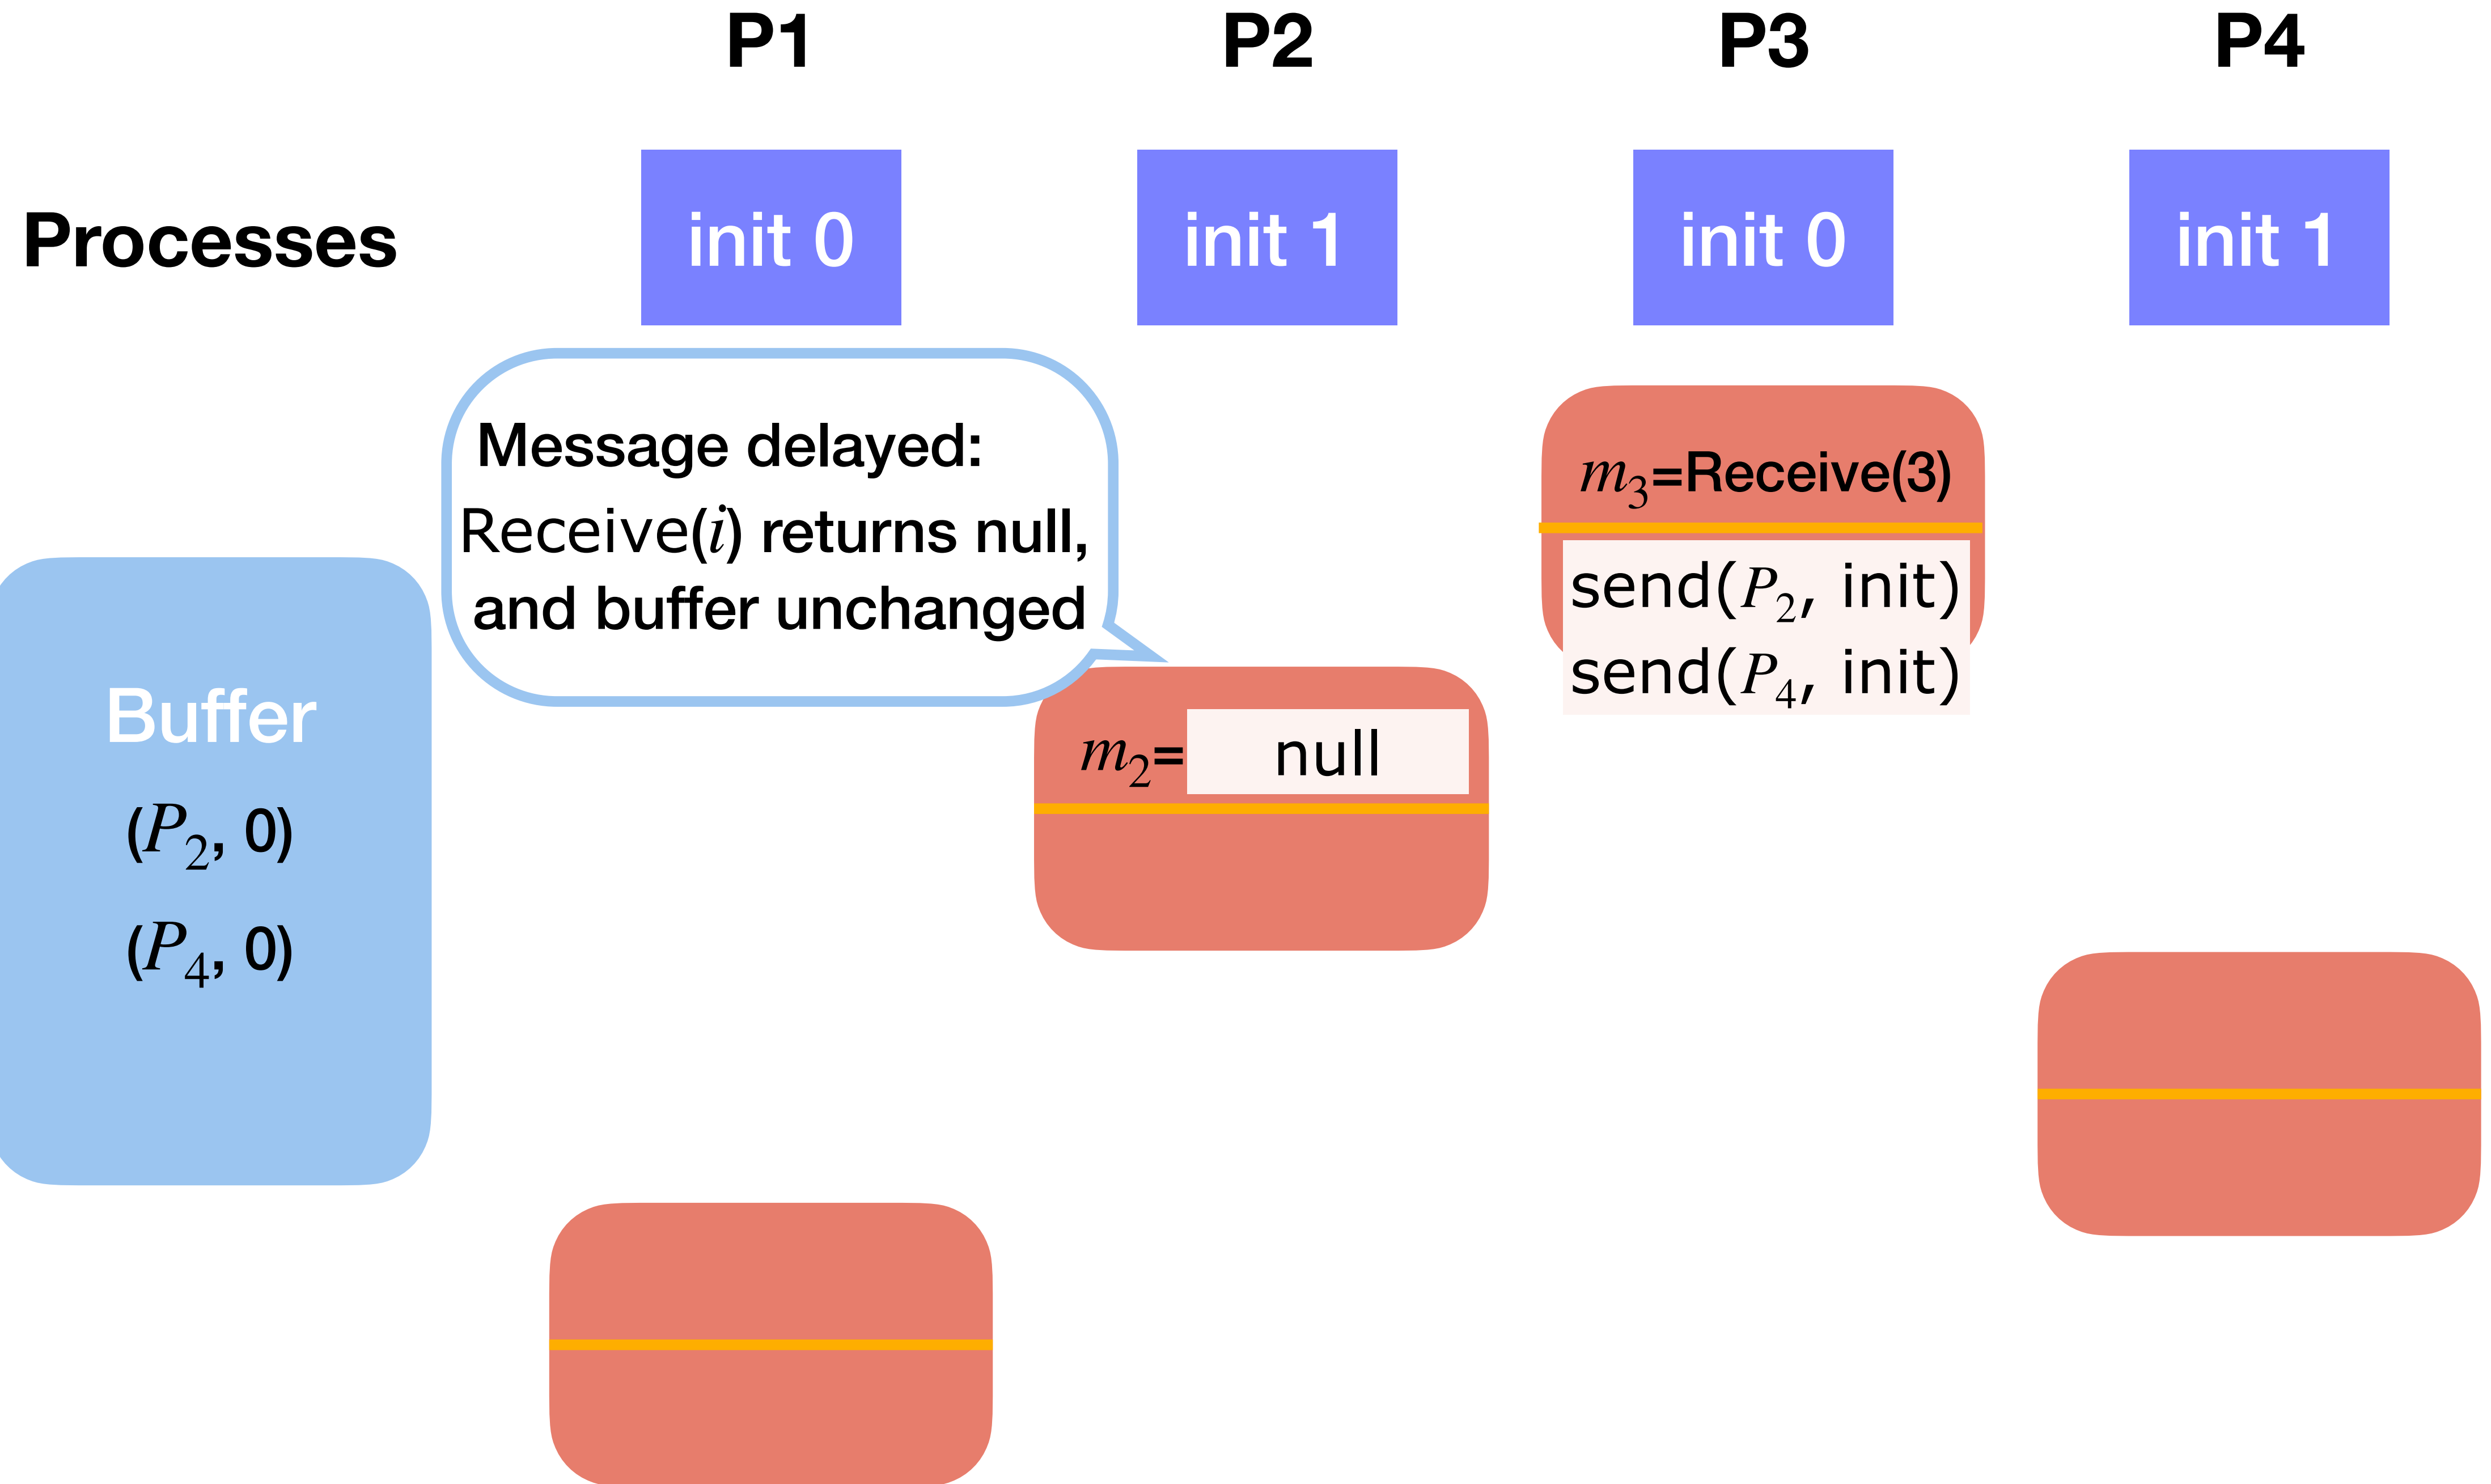 P1 P2 P3 P4
Processes init 0 init 1 init 0 init 1
Message delayed:
Receive(i) returns null,
and buffer unchanged
m₃=Receive(3)
send(P₂, init)
send(P₄, init)
Buffer
(P₂, 0)
(P₄, 0)
m₂= null